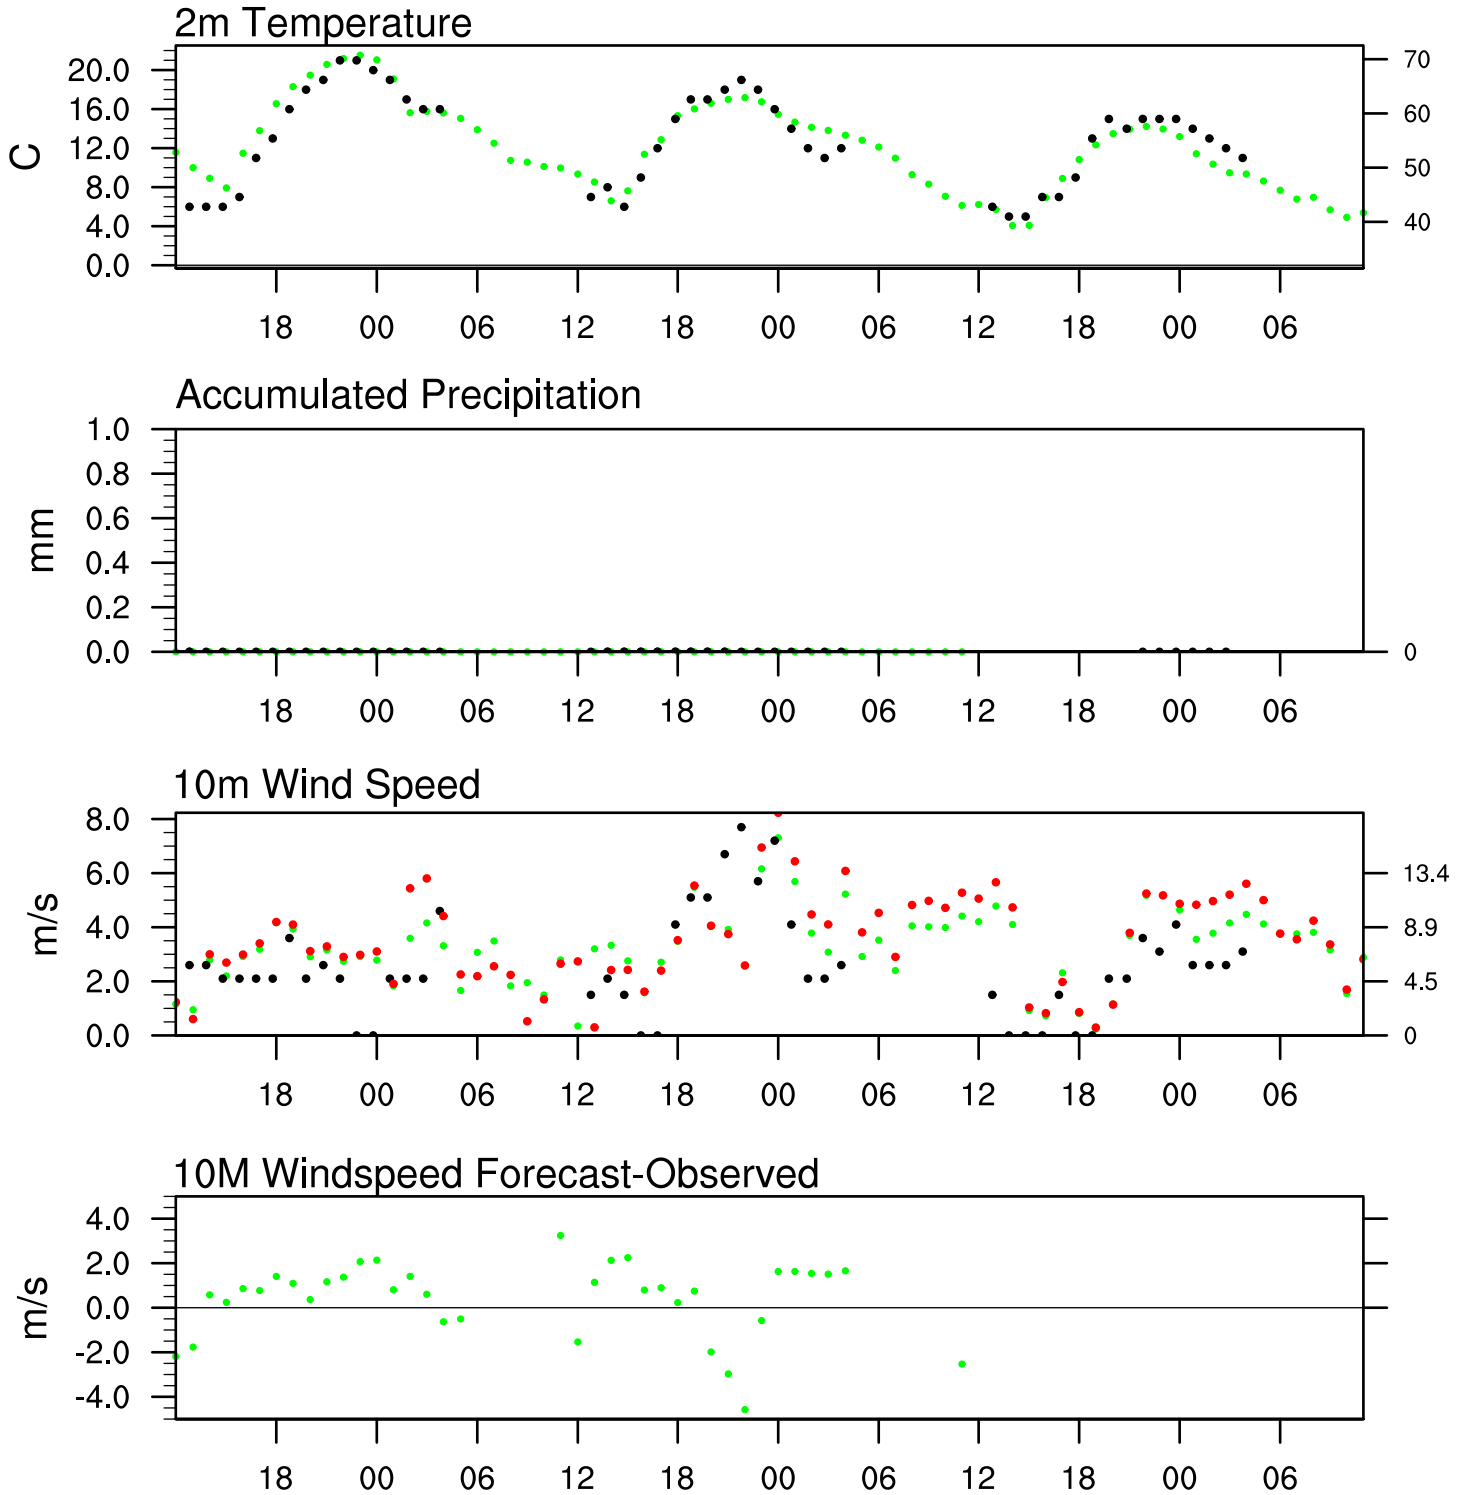 2m Temperature
20.0
16.0
12.0
8.0
4.0
0.0
C
70
60
50
40
18 00 06 12 18 00 06 12 18 00 06
Accumulated Precipitation
1.0
0.8
0.6
0.4
0.2
0.0
mm
0
18 00 06 12 18 00 06 12 18 00 06
10m Wind Speed
8.0
6.0
4.0
2.0
0.0
m/s
13.4
8.9
4.5
0
18 00 06 12 18 00 06 12 18 00 06
10M Windspeed Forecast-Observed
4.0
2.0
0.0
-2.0
-4.0
m/s
18 00 06 12 18 00 06 12 18 00 06